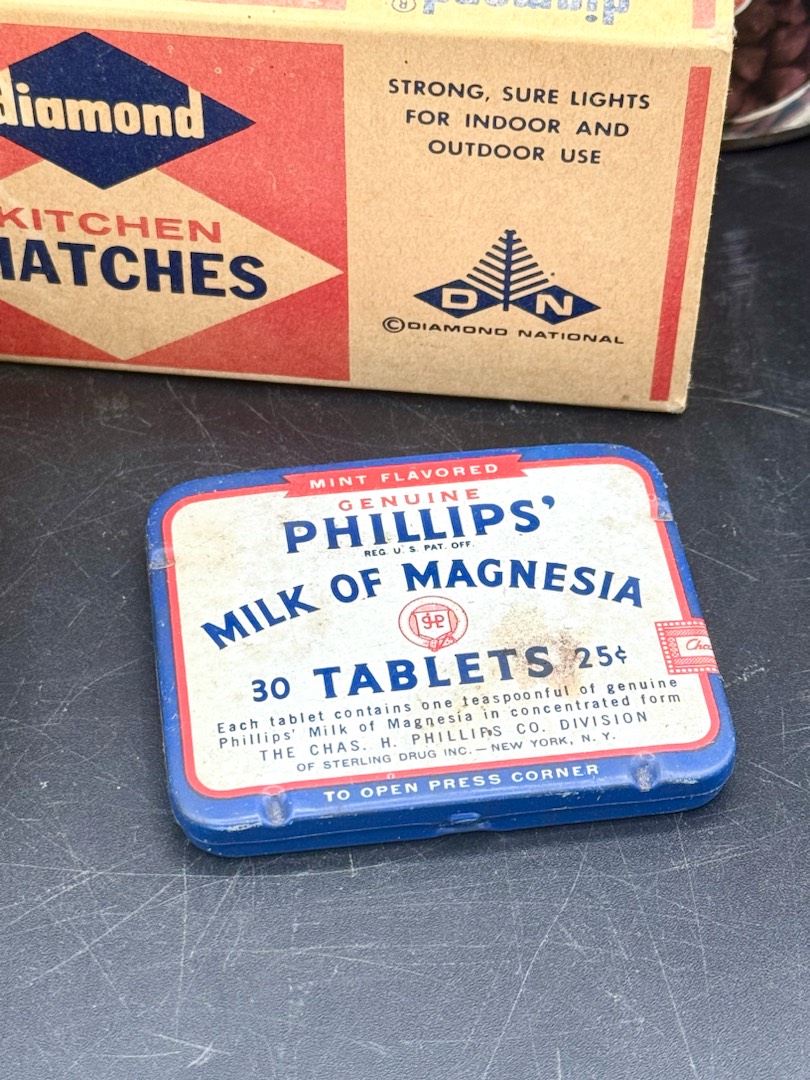 diamond ®
diamond
KITCHEN
MATCHES
STRONG, SURE LIGHTS
FOR INDOOR AND
OUTDOOR USE
D N
©DIAMOND NATIONAL
MINT FLAVORED
GENUINE
PHILLIPS'
REG. U. S. PAT. OFF.
MILK OF MAGNESIA
30 TABLETS 25¢
Each tablet contains one teaspoonful of genuine
Phillips' Milk of Magnesia in concentrated form
THE CHAS. H. PHILLIPS CO. DIVISION
OF STERLING DRUG INC.—NEW YORK, N. Y.
TO OPEN PRESS CORNER